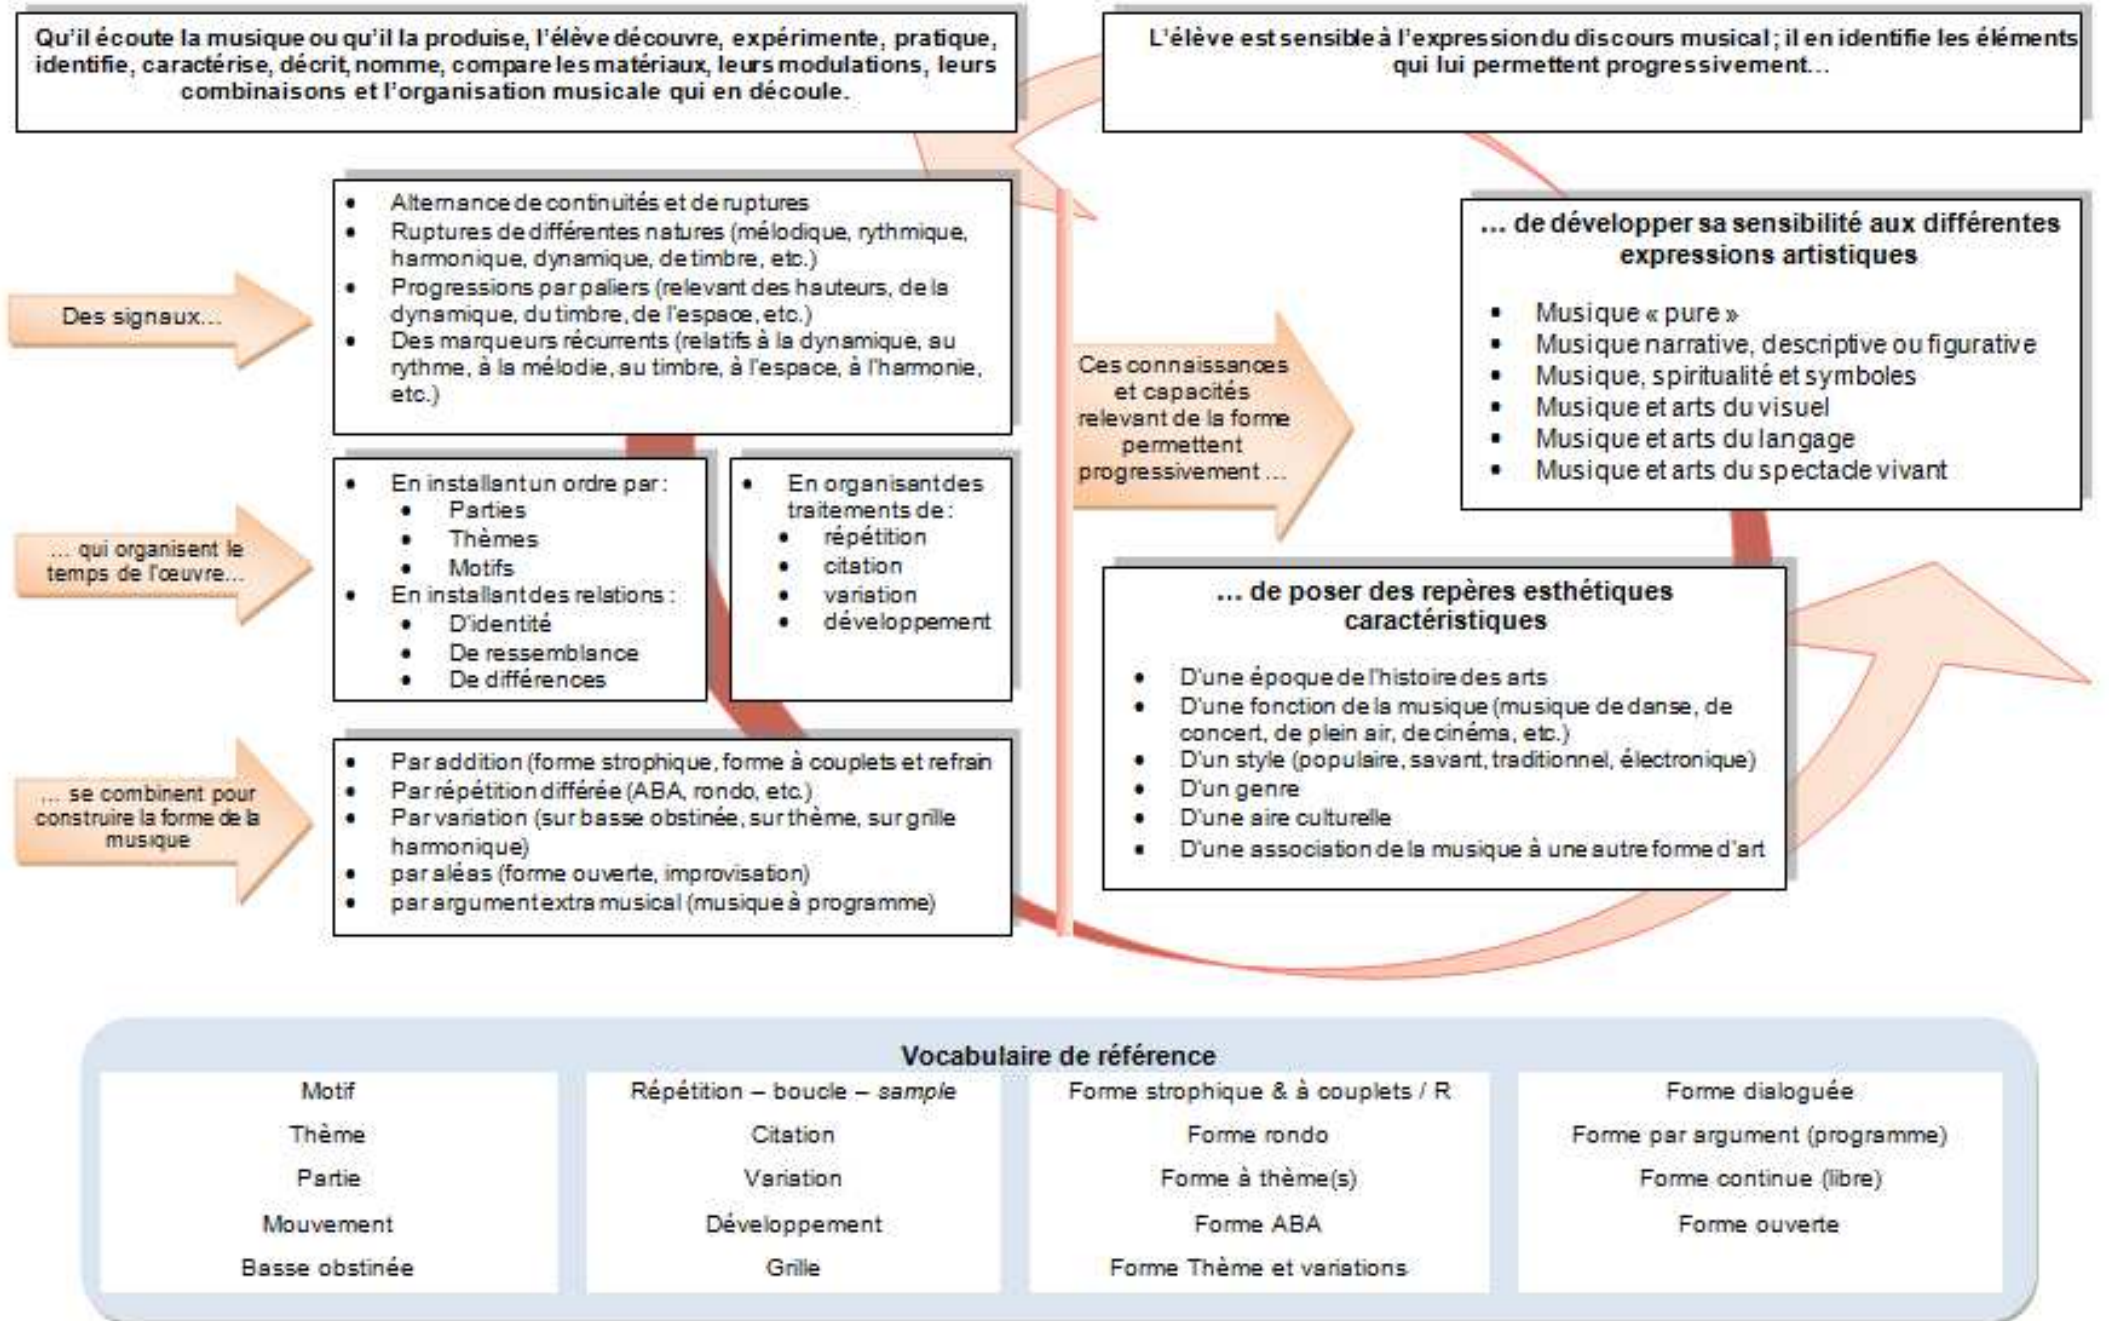 Qu'il écoute la musique ou qu'il la produise, l'élève découvre, expérimente, pratique,
identifie, caractérise, décrit, nomme, compare les matériaux, leurs modulations, leurs
combinaisons et l'organisation musicale qui en découle.
L'élève est sensible à l'expression du discours musical ; il en identifie les éléments
qui lui permettent progressivement…
Des signaux…
• Alternance de continuités et de ruptures
• Ruptures de différentes natures (mélodique, rythmique,
harmonique, dynamique, de timbre, etc.)
• Progressions par paliers (relevant des hauteurs, de la
dynamique, du timbre, de l'espace, etc.)
• Des marqueurs récurrents (relatifs à la dynamique, au
rythme, à la mélodie, au timbre, à l'espace, à l'harmonie,
etc.)
… qui organisent le
temps de l'œuvre…
• En installant un ordre par :
• Parties
• Thèmes
• Motifs
• En installant des relations :
• D'identité
• De ressemblance
• De différences
• En organisant des
traitements de :
• répétition
• citation
• variation
• développement
… se combinent pour
construire la forme de la
musique
• Par addition (forme strophique, forme à couplets et refrain
• Par répétition différée (ABA, rondo, etc.)
• Par variation (sur basse obstinée, sur thème, sur grille
harmonique)
• par aléas (forme ouverte, improvisation)
• par argument extra musical (musique à programme)
Ces connaissances
et capacités
relevant de la forme
permettent
progressivement …
… de développer sa sensibilité aux différentes
expressions artistiques
• Musique « pure »
• Musique narrative, descriptive ou figurative
• Musique, spiritualité et symboles
• Musique et arts du visuel
• Musique et arts du langage
• Musique et arts du spectacle vivant
… de poser des repères esthétiques
caractéristiques
• D'une époque de l'histoire des arts
• D'une fonction de la musique (musique de danse, de
concert, de plein air, de cinéma, etc.)
• D'un style (populaire, savant, traditionnel, électronique)
• D'un genre
• D'une aire culturelle
• D'une association de la musique à une autre forme d'art
Vocabulaire de référence
Motif
Thème
Partie
Mouvement
Basse obstinée
Répétition – boucle – sample
Citation
Variation
Développement
Grille
Forme strophique & à couplets / R
Forme rondo
Forme à thème(s)
Forme ABA
Forme Thème et variations
Forme dialoguée
Forme par argument (programme)
Forme continue (libre)
Forme ouverte